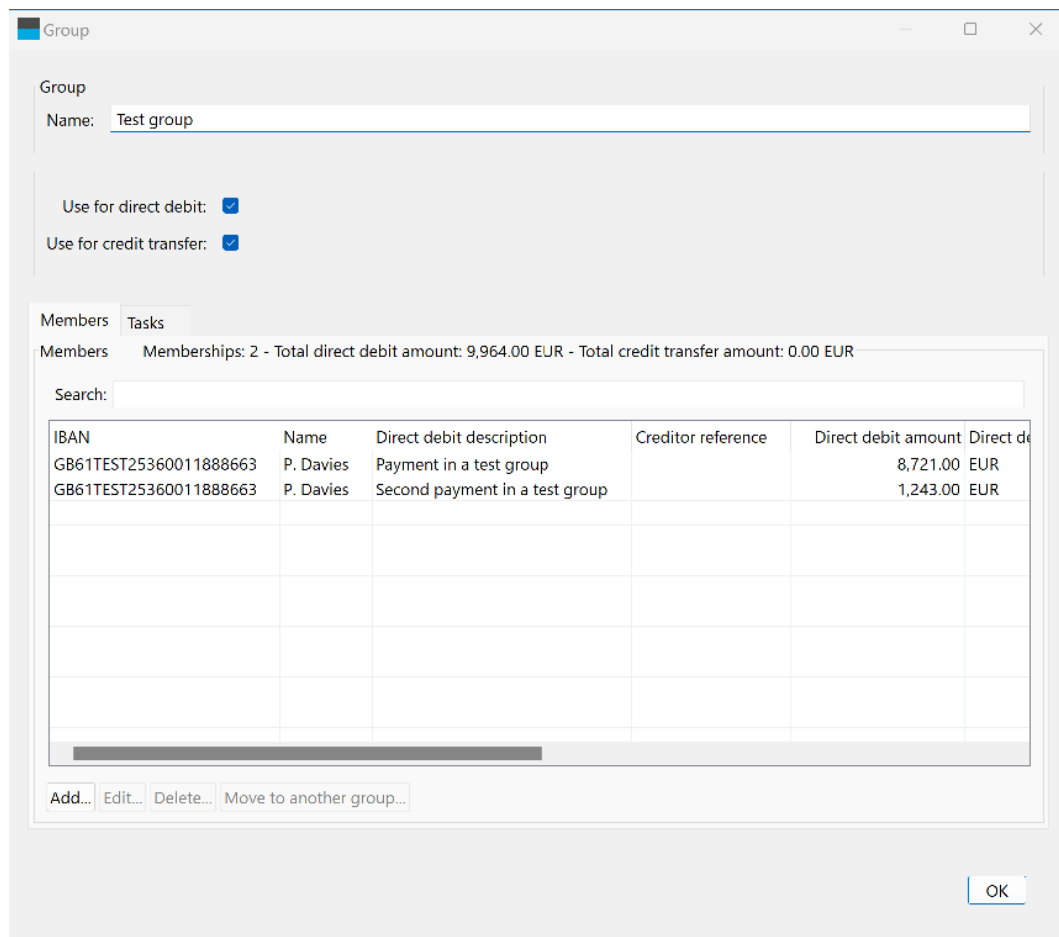 Group
Group
Name: Test group
Use for direct debit:
Use for credit transfer:
Members Tasks
Members Memberships: 2 - Total direct debit amount: 9,964.00 EUR - Total credit transfer amount: 0.00 EUR
Search:
IBAN Name Direct debit description Creditor reference Direct debit amount Direct de
GB61TEST25360011888663 P. Davies Payment in a test group 8,721.00 EUR
GB61TEST25360011888663 P. Davies Second payment in a test group 1,243.00 EUR
Add... Edit... Delete... Move to another group...
OK